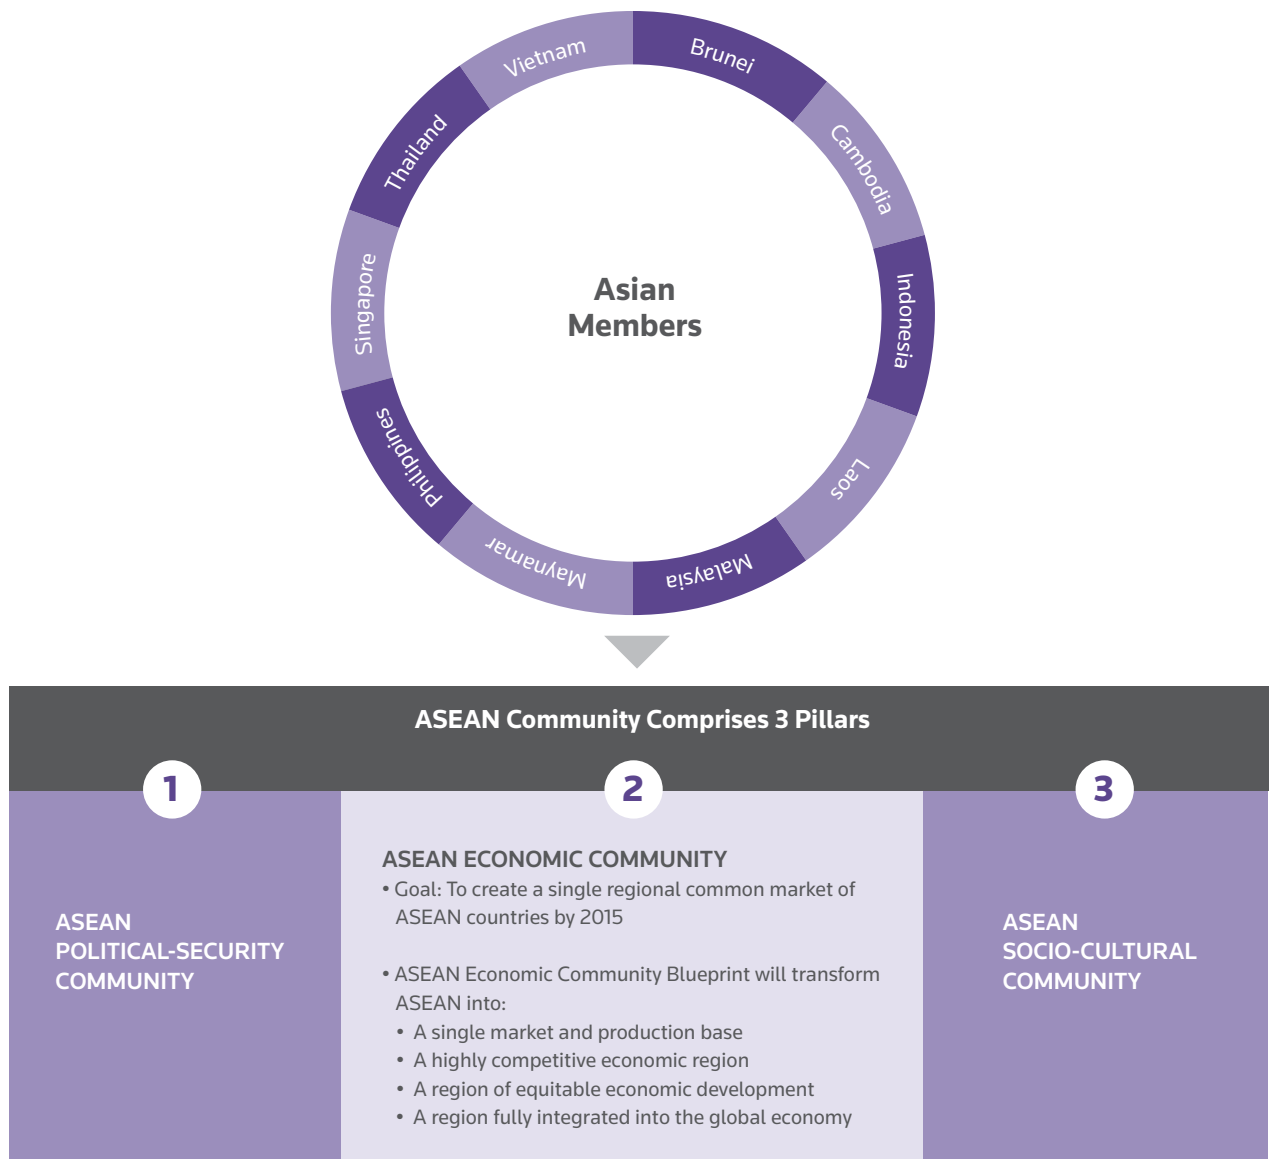 Brunei
Cambodia
Indonesia
Laos
Malaysia
Maynamar
Philippines
Singapore
Thailand
Vietnam
Asian
Members
ASEAN Community Comprises 3 Pillars
1
ASEAN
POLITICAL-SECURITY
COMMUNITY
2
ASEAN ECONOMIC COMMUNITY
• Goal: To create a single regional common market of
ASEAN countries by 2015
• ASEAN Economic Community Blueprint will transform
ASEAN into:
• A single market and production base
• A highly competitive economic region
• A region of equitable economic development
• A region fully integrated into the global economy
3
ASEAN
SOCIO-CULTURAL
COMMUNITY